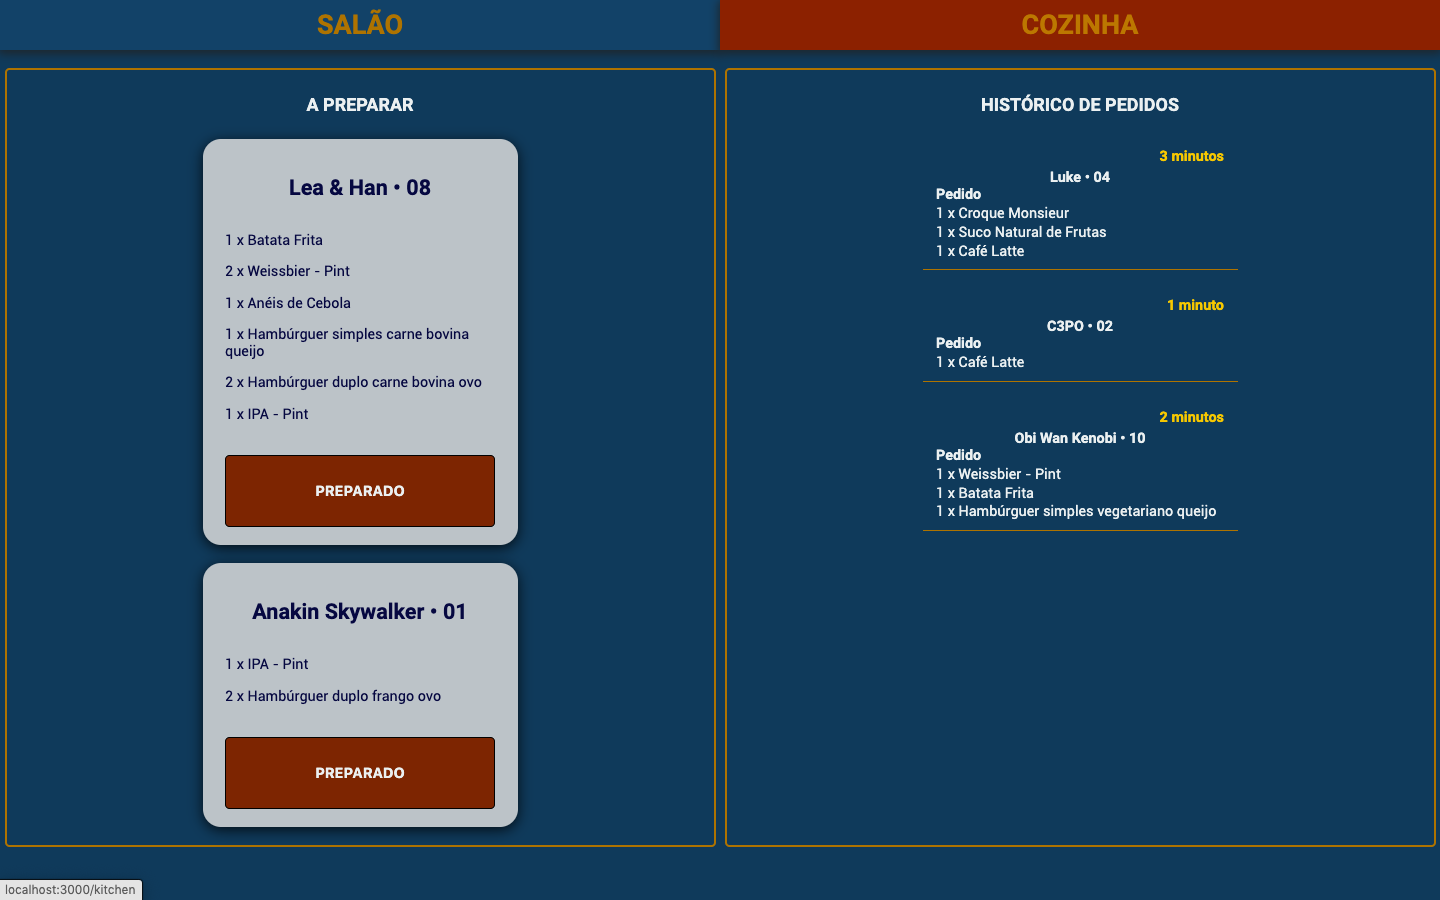 SALÃO
COZINHA
A PREPARAR
Lea & Han • 08
1 x Batata Frita
2 x Weissbier - Pint
1 x Anéis de Cebola
1 x Hambúrguer simples carne bovina
queijo
2 x Hambúrguer duplo carne bovina ovo
1 x IPA - Pint
PREPARADO
Anakin Skywalker • 01
1 x IPA - Pint
2 x Hambúrguer duplo frango ovo
PREPARADO
HISTÓRICO DE PEDIDOS
3 minutos
Luke • 04
Pedido
1 x Croque Monsieur
1 x Suco Natural de Frutas
1 x Café Latte
1 minuto
C3PO • 02
Pedido
1 x Café Latte
2 minutos
Obi Wan Kenobi • 10
Pedido
1 x Weissbier - Pint
1 x Batata Frita
1 x Hambúrguer simples vegetariano queijo
localhost:3000/kitchen